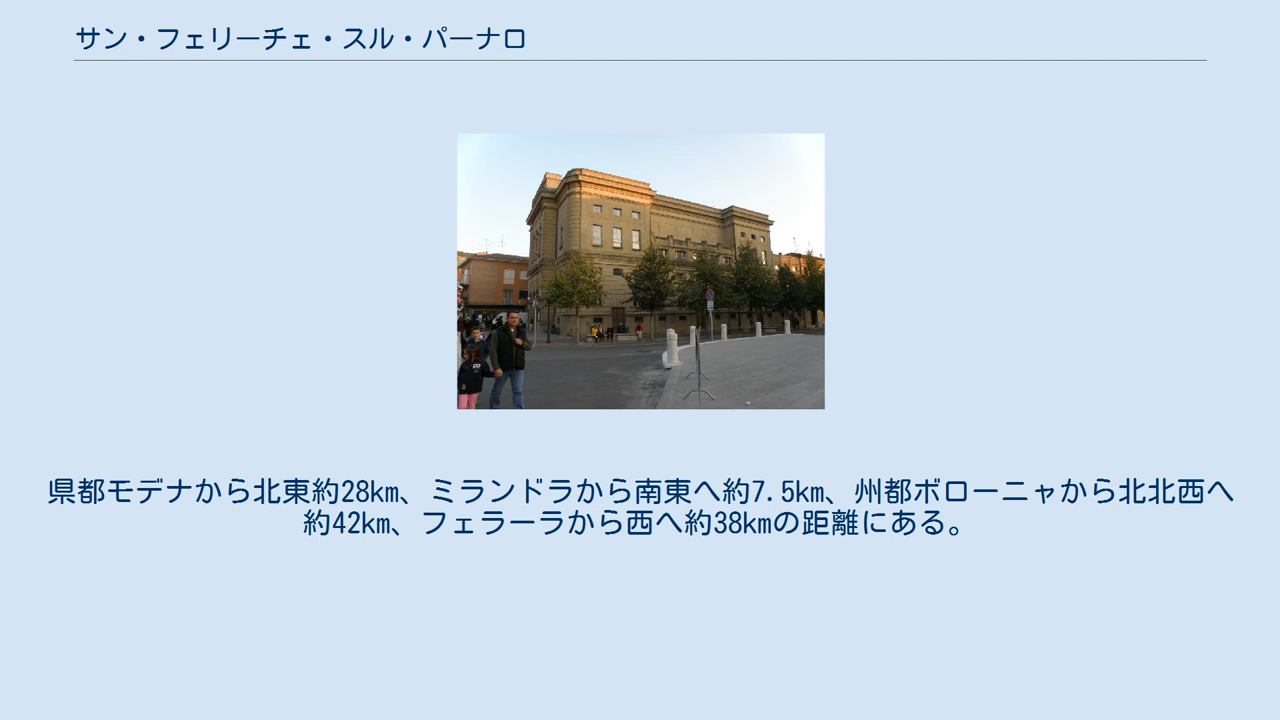 サン・フェリーチェ・スル・パーナロ
県都モデナから北東約28km、ミランドラから南東へ約7.5km、州都ボローニャから北北西へ
約42km、フェラーラから西へ約38kmの距離にある。